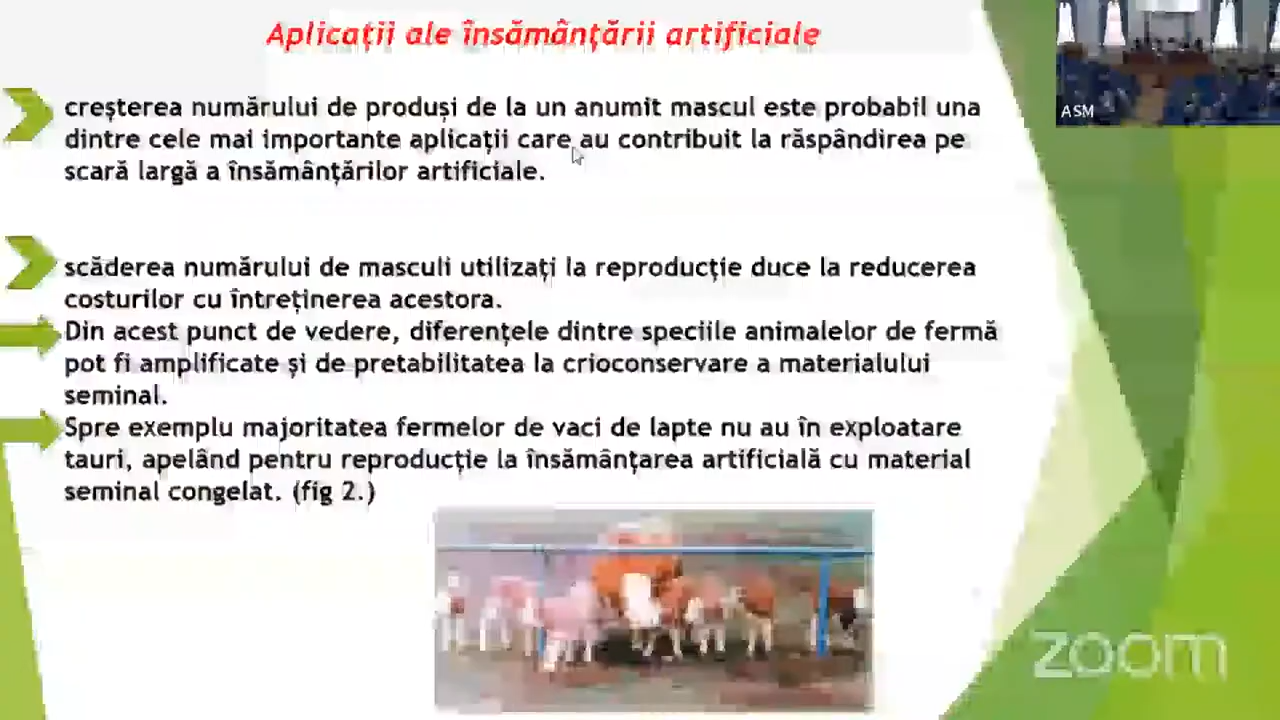 Aplicații ale însămânțării artificiale
ASM
creșterea numărului de produși de la un anumit mascul este probabil una
dintre cele mai importante aplicații care au contribuit la răspândirea pe
scară largă a însămânțărilor artificiale.
scăderea numărului de masculi utilizați la reproducție duce la reducerea
costurilor cu întreținerea acestora.
Din acest punct de vedere, diferențele dintre speciile animalelor de fermă
pot fi amplificate și de pretabilitatea la crioconservare a materialului
seminal.
Spre exemplu majoritatea fermelor de vaci de lapte nu au în exploatare
tauri, apelând pentru reproducție la însămânțarea artificială cu material
seminal congelat. (fig 2.)
zoom